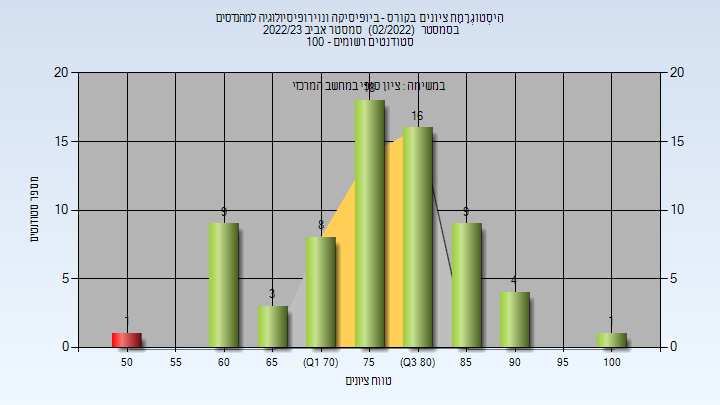 הִיסְטוֹגְרָמַת ציונים בקורס - ביופיסיקה ונוירופיסיולוגיה למהנדסים
בסמסטר (02/2022) סמסטר אביב 2022/23
סטודנטים רשומים - 100
במשימה : ציון סופי במחשב המרכזי
20 20
18
16
15 15
10 10
9 9
8
5 5
4
3
1 1
0 0
50 55 60 65 (Q1 70) 75 (Q3 80) 85 90 95 100
מספר סטודנטים
טווח ציונים